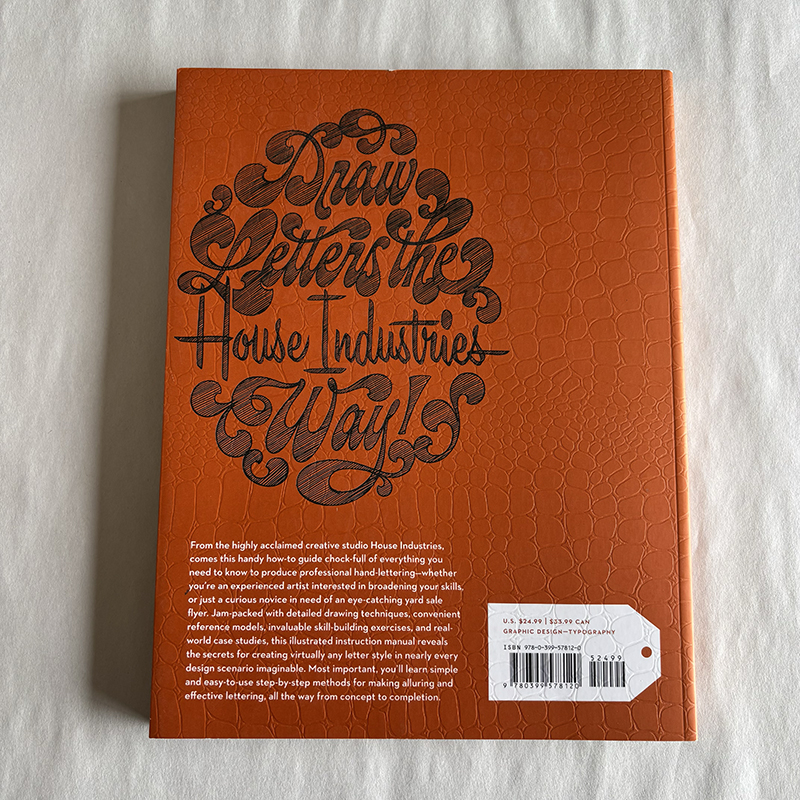 Draw
Letters the
House Industries
Way!
From the highly acclaimed creative studio House Industries,
comes this handy how-to guide chock-full of everything you
need to know to produce professional hand-lettering—whether
you're an experienced artist interested in broadening your skills,
or just a curious novice in need of an eye-catching yard sale
flyer. Jam-packed with detailed drawing techniques, convenient
reference models, invaluable skill-building exercises, and real-
world case studies, this illustrated instruction manual reveals
the secrets for creating virtually any letter style in nearly every
design scenario imaginable. Most important, you'll learn simple
and easy-to-use step-by-step methods for making alluring and
effective lettering, all the way from concept to completion.
U.S. $24.99 | $33.99 CAN
GRAPHIC DESIGN—TYPOGRAPHY
ISBN 978-0-399-57812-0
52499
9 780399 578120